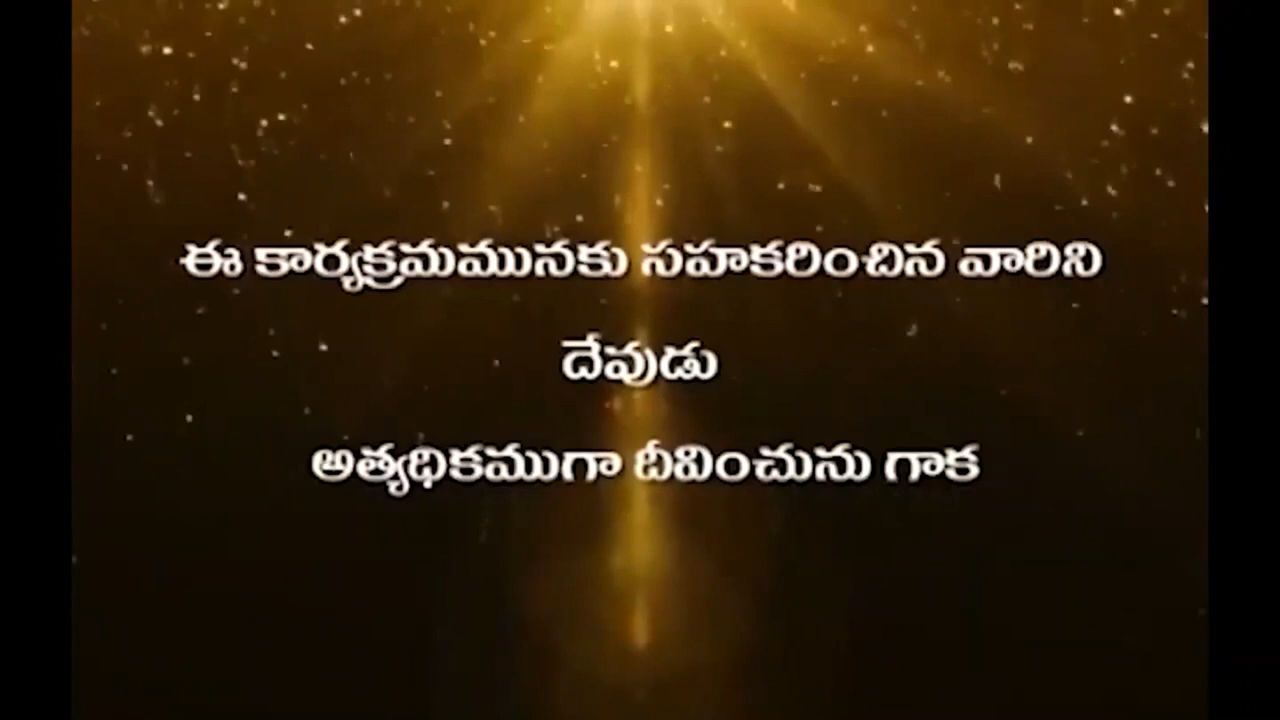 ఈ కార్యక్రమమునకు సహకరించిన వారిని
దేవుడు
అత్యధికముగా దీవించును గాక